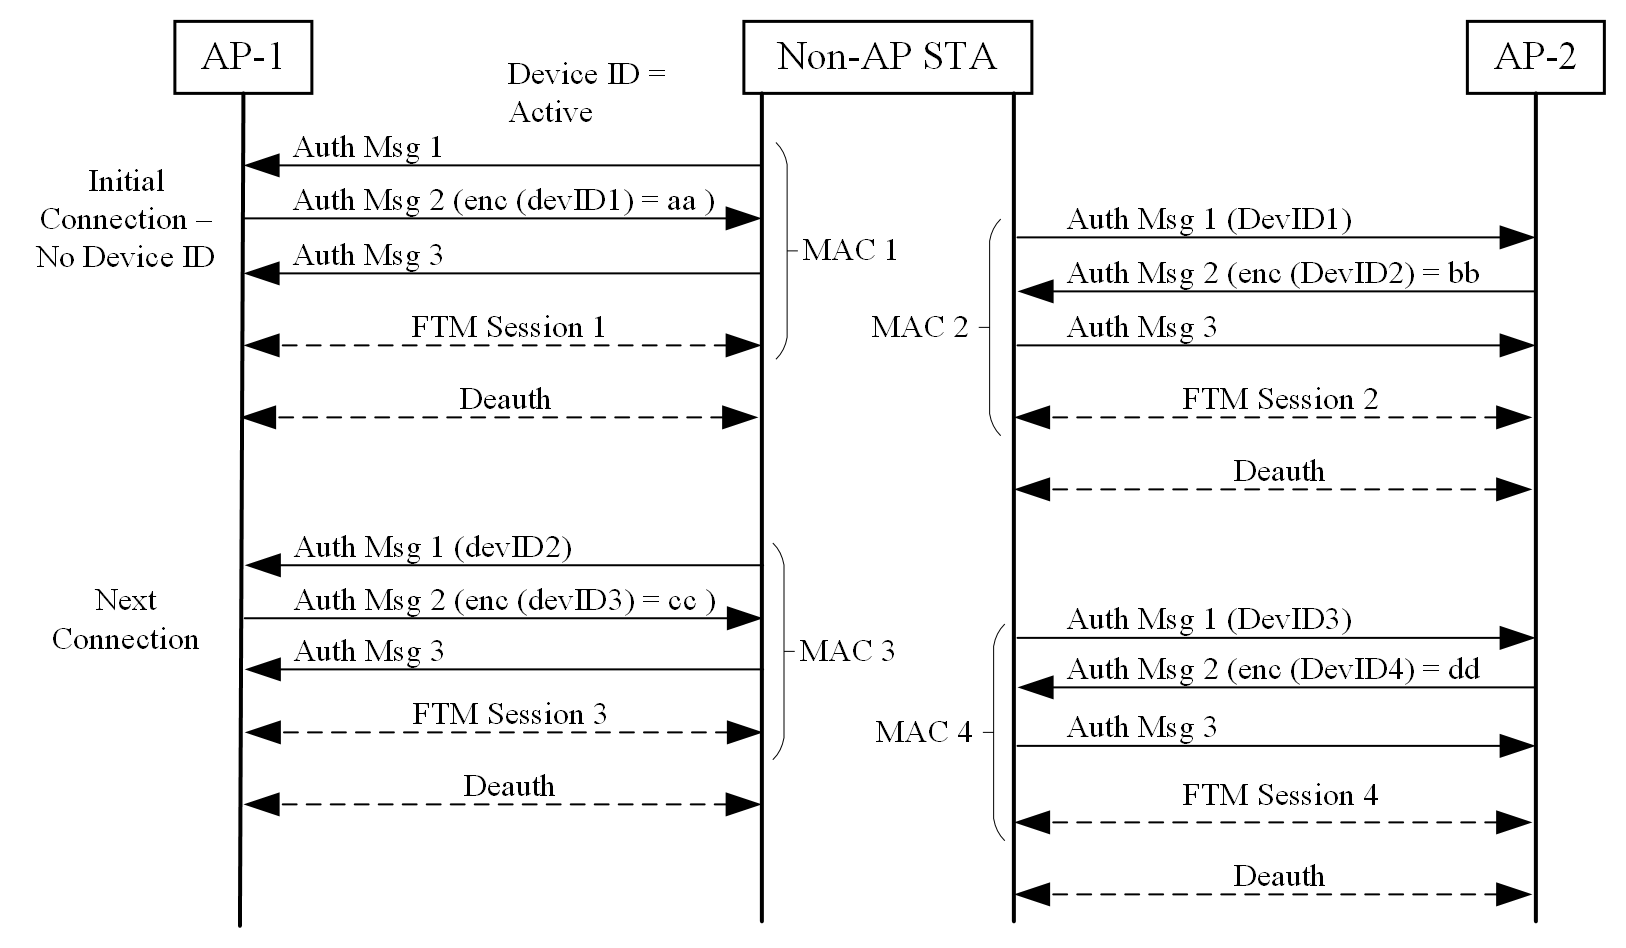 AP-1
Non-AP STA
AP-2
Device ID =
Active
Initial
Connection –
No Device ID
Auth Msg 1
Auth Msg 2 (enc (devID1) = aa )
Auth Msg 3
FTM Session 1
Deauth
MAC 1
MAC 2
Auth Msg 1 (DevID1)
Auth Msg 2 (enc (DevID2) = bb
Auth Msg 3
FTM Session 2
Deauth
Next
Connection
Auth Msg 1 (devID2)
Auth Msg 2 (enc (devID3) = cc )
Auth Msg 3
FTM Session 3
Deauth
MAC 3
MAC 4
Auth Msg 1 (DevID3)
Auth Msg 2 (enc (DevID4) = dd
Auth Msg 3
FTM Session 4
Deauth